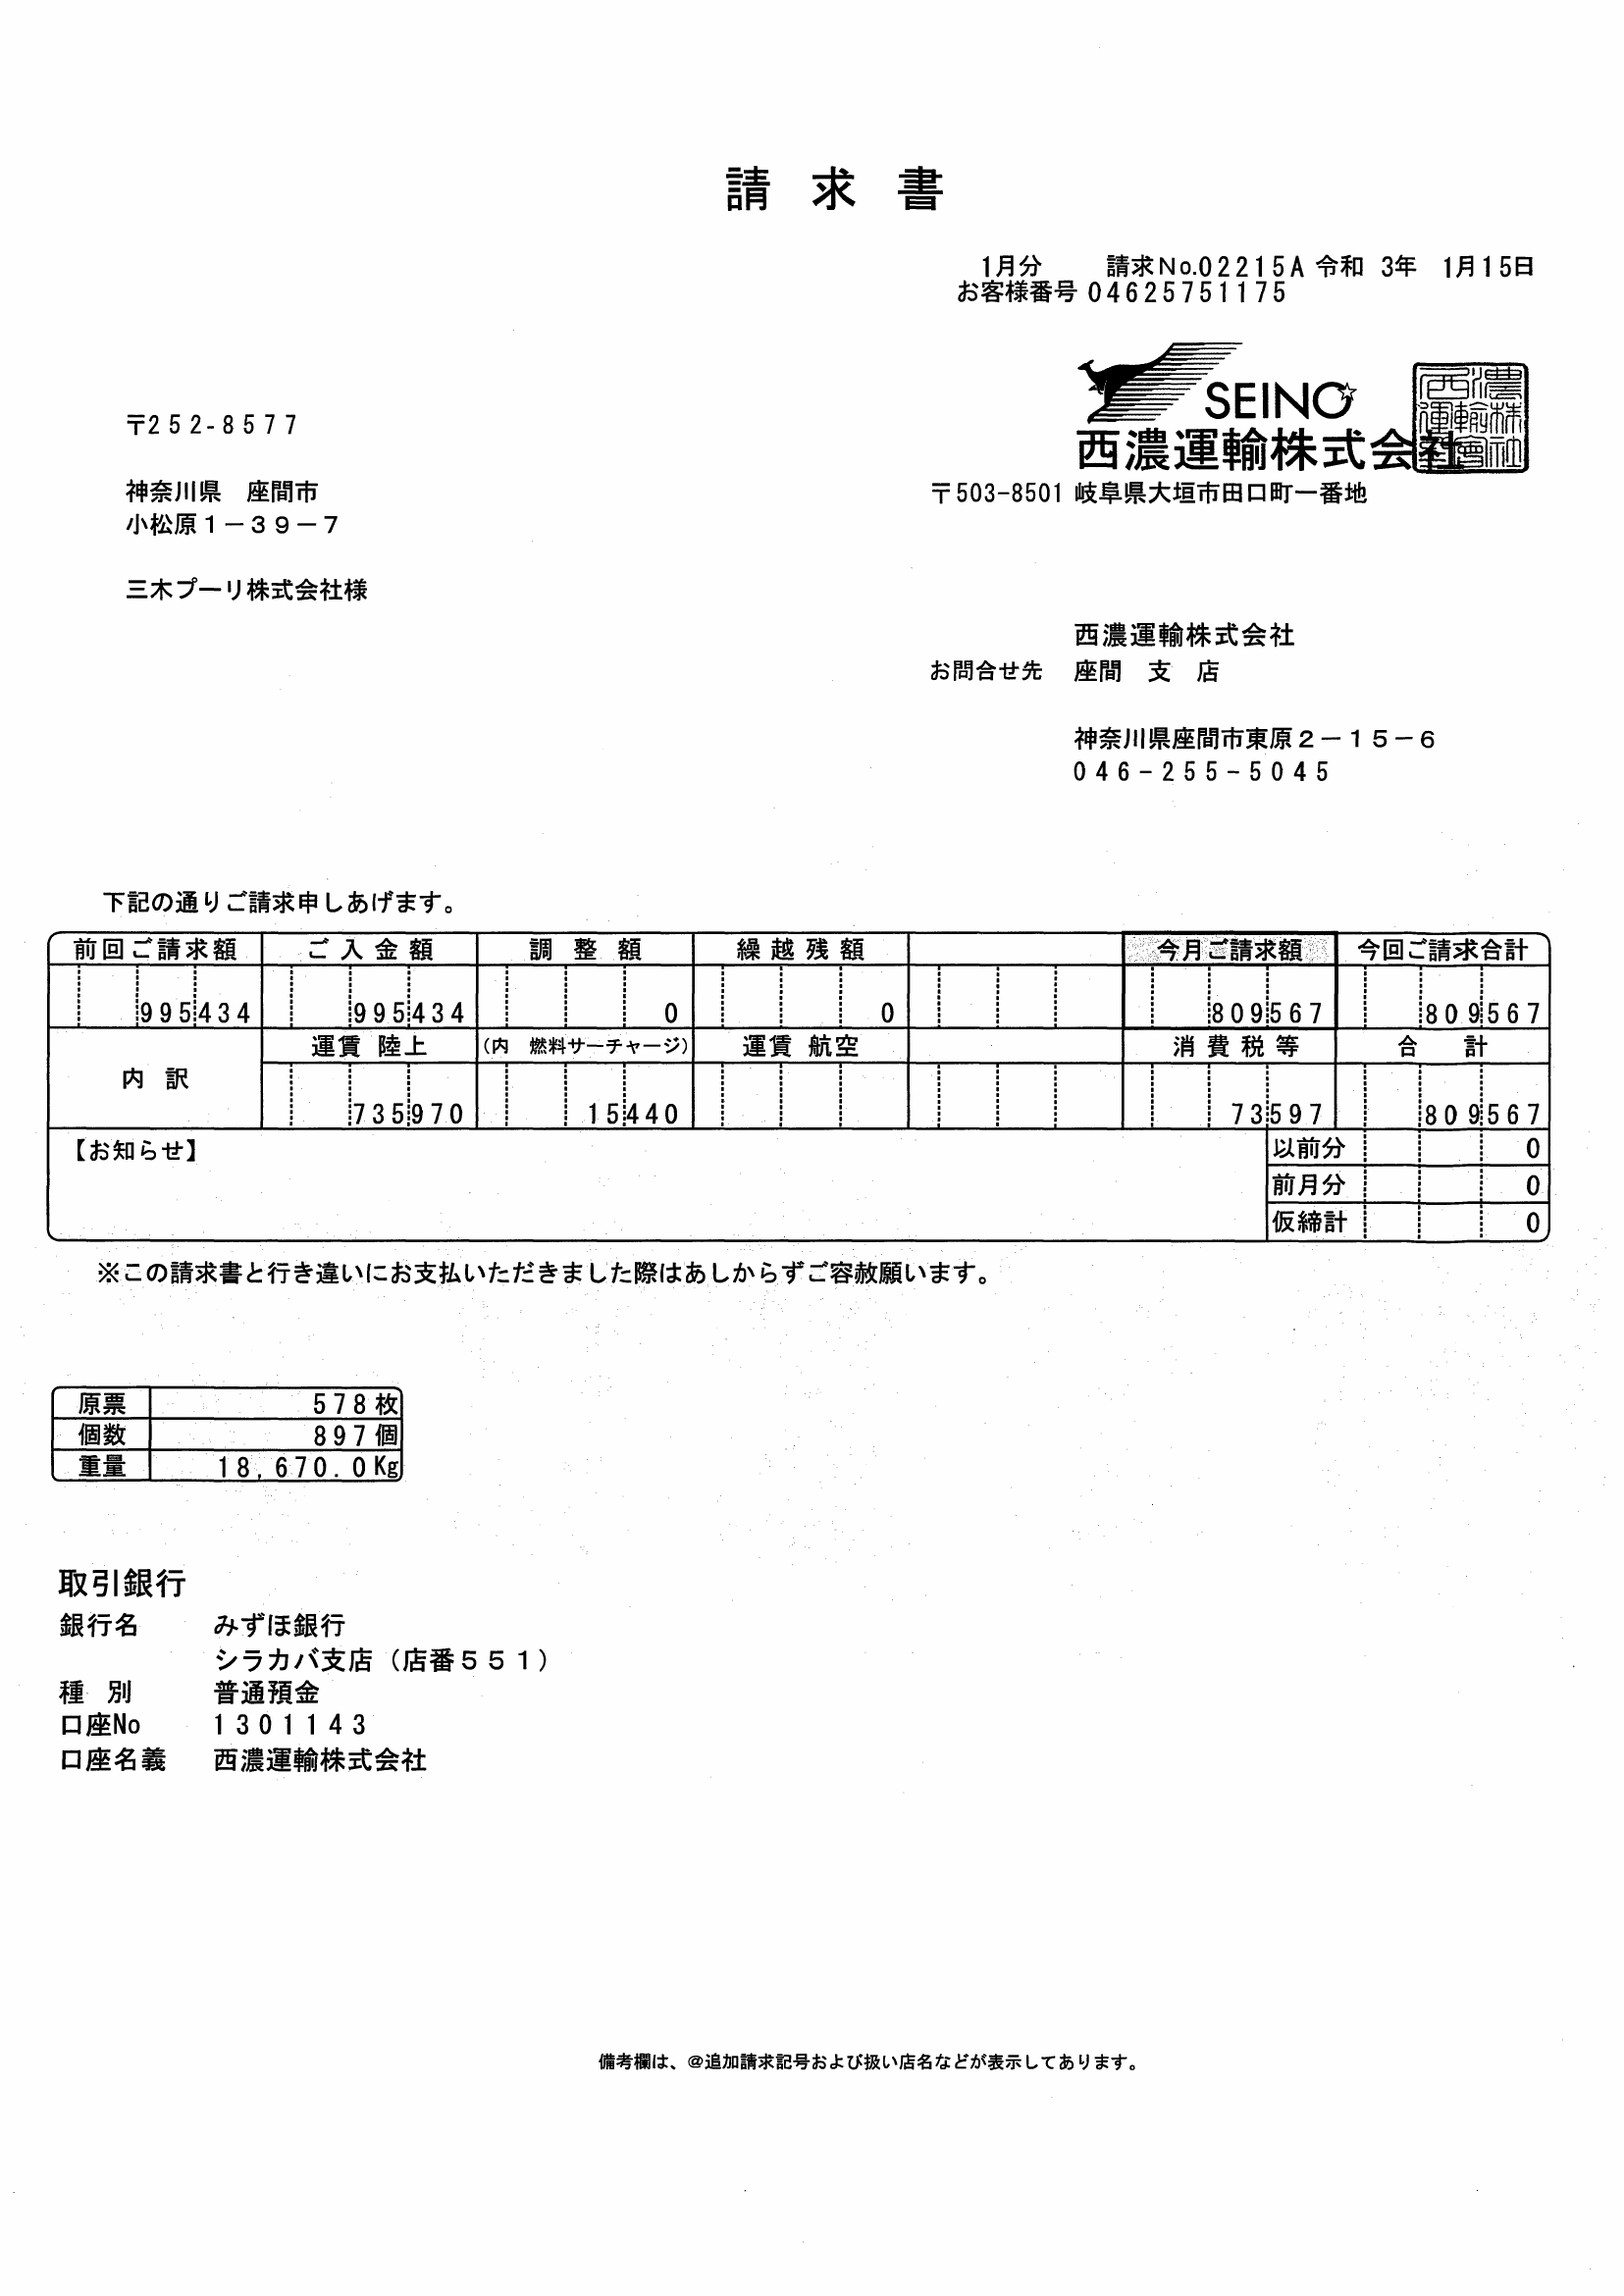 請求書
1月分 請求No.02215A 令和 3年 1月15日
お客様番号 04625751175
SEINO
西濃運輸株式会社
西濃運輸株式会社
〒252-8577
〒503-8501 岐阜県大垣市田口町一番地
神奈川県 座間市
小松原1－39－7
三木プーリ株式会社様
西濃運輸株式会社
お問合せ先 座間 支 店
神奈川県座間市東原2－15－6
046-255-5045
下記の通りご請求申しあげます。
前回ご請求額 ご入金額 調整額 繰越残額 今月ご請求額 今回ご請求合計
995434 995434 0 0 809567 809567
内訳 運賃 陸上 (内 燃料サーチャージ) 運賃 航空 消費税等 合計
735970 15440 73597 809567
【お知らせ】
以前分 0
前月分 0
仮締計 0
※この請求書と行き違いにお支払いただきました際はあしからずご容赦願います。
原票 578枚
個数 897個
重量 18,670.0Kg
取引銀行
銀行名 みずほ銀行
シラカバ支店（店番551）
種別 普通預金
口座No 1301143
口座名義 西濃運輸株式会社
備考欄は、@追加請求記号および扱い店名などが表示してあります。